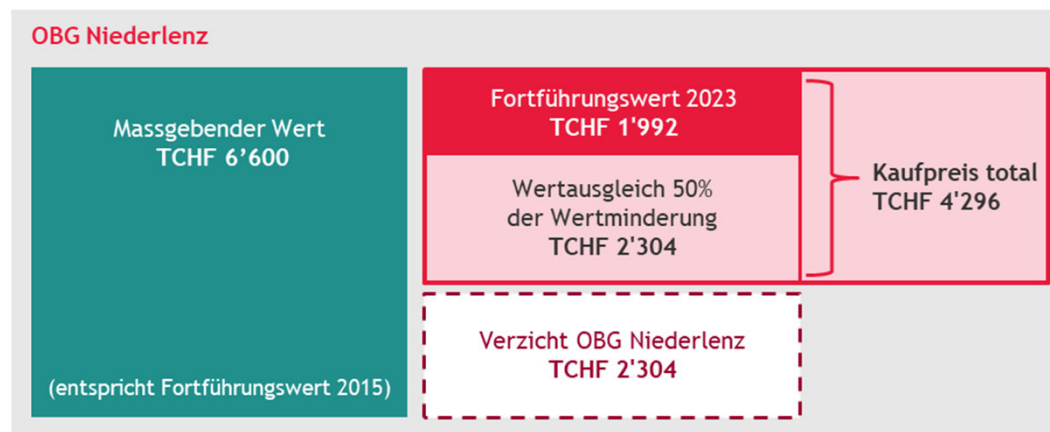 OBG Niederlenz
Massgebender Wert
TCHF 6’600
(entspricht Fortführungswert 2015)
Fortführungswert 2023
TCHF 1'992
Wertausgleich 50%
der Wertminderung
TCHF 2'304
Kaufpreis total
TCHF 4'296
Verzicht OBG Niederlenz
TCHF 2'304